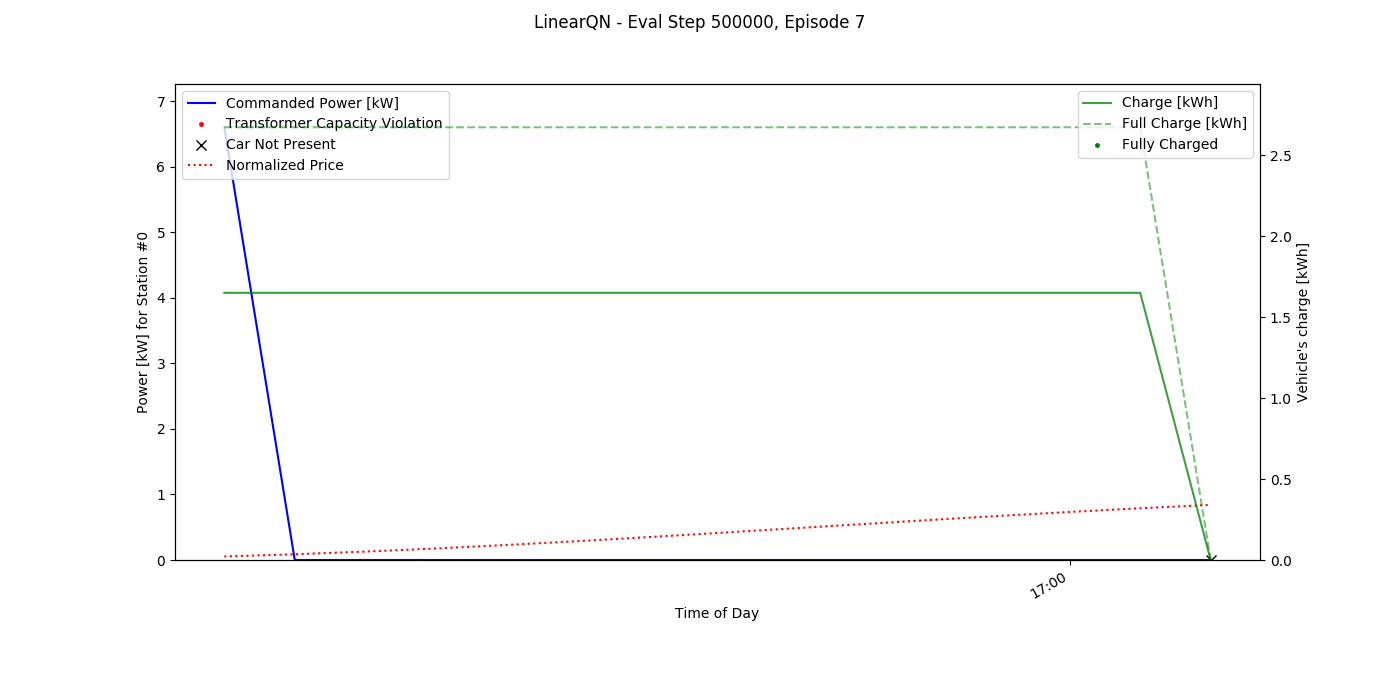 LinearQN - Eval Step 500000, Episode 7
Commanded Power [kW]
Transformer Capacity Violation
Car Not Present
Normalized Price
Charge [kWh]
Full Charge [kWh]
Fully Charged
7
6
5
4
3
2
1
0
Power [kW] for Station #0
2.5
2.0
1.5
1.0
0.5
0.0
Vehicle's charge [kWh]
17:00
Time of Day